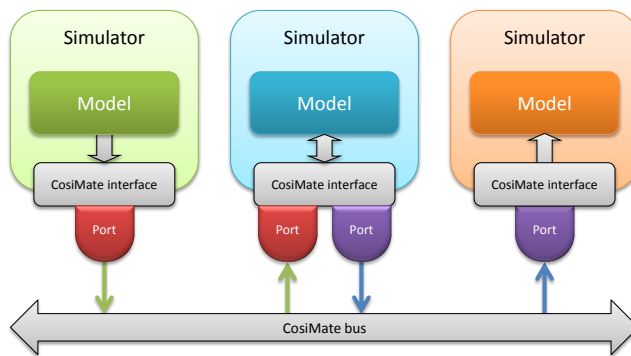 Simulator Simulator Simulator
Model Model Model
CosiMate interface CosiMate interface CosiMate interface
Port Port Port Port
CosiMate bus